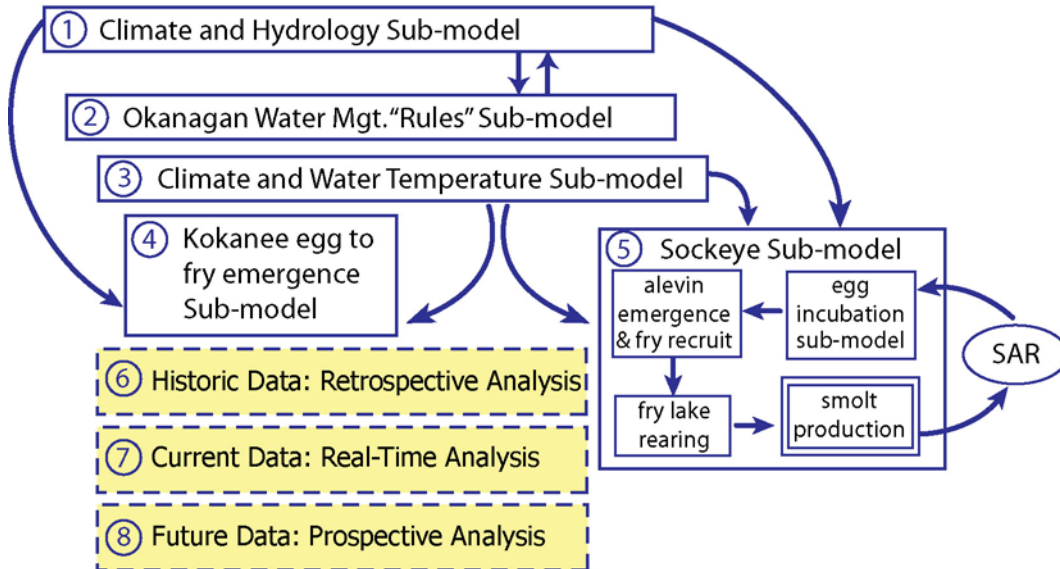 1 Climate and Hydrology Sub-model
2 Okanagan Water Mgt. "Rules" Sub-model
3 Climate and Water Temperature Sub-model
4 Kokanee egg to
fry emergence
Sub-model
5 Sockeye Sub-model
alevin
emergence
& fry recruit
egg
incubation
sub-model
SAR
fry lake
rearing
smolt
production
6 Historic Data: Retrospective Analysis
7 Current Data: Real-Time Analysis
8 Future Data: Prospective Analysis